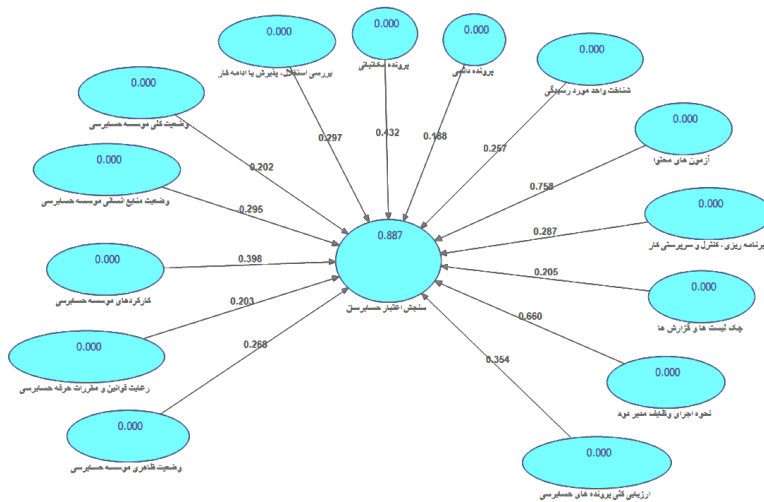 0.000
پرونده مکاتباتی
0.000
پرونده دائمی
0.000
بررسی استقلال، پذیرش یا ادامه کار
0.000
شناخت واحد مورد رسیدگی
0.000
وضعیت کلی موسسه حسابرسی
0.000
آزمون های محتوا
0.000
وضعیت منابع انسانی موسسه حسابرسی
0.000
برنامه ریزی، کنترل و سرپرستی کار
0.000
کارکردهای موسسه حسابرسی
0.000
چک لیست ها و گزارش ها
0.000
رعایت قوانین و مقررات حرفه حسابرسی
0.000
نحوه اجرای وظایف مدیر
0.000
وضعیت ظاهری موسسه حسابرسی
0.000
ارزیابی کلی پرونده های حسابرسی
0.887
سنجش اعتبار حسابرسی
0.297
0.432
0.188
0.257
0.202
0.758
0.295
0.287
0.398
0.205
0.203
0.660
0.268
0.354